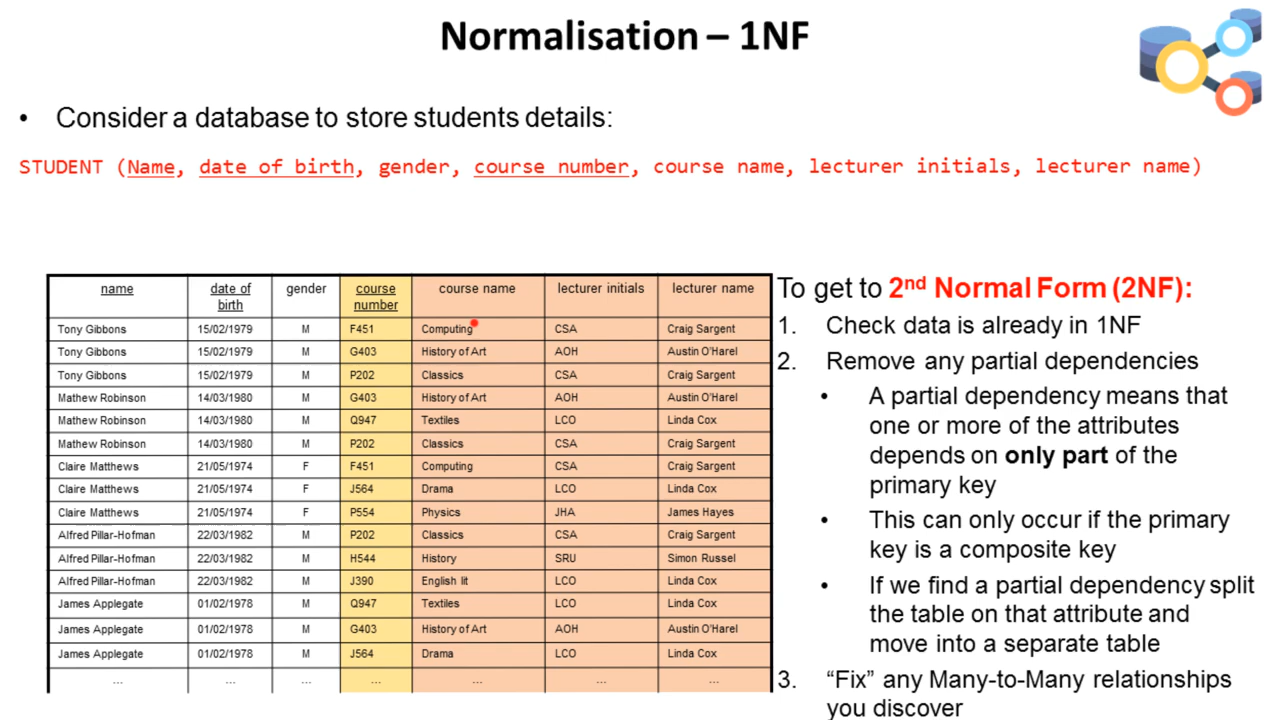 Normalisation – 1NF
• Consider a database to store students details:
STUDENT (Name, date of birth, gender, course number, course name, lecturer initials, lecturer name)
name date of birth gender course number course name lecturer initials lecturer name
Tony Gibbons 15/02/1979 M F451 Computing CSA Craig Sargent
Tony Gibbons 15/02/1979 M G403 History of Art AOH Austin O'Harel
Tony Gibbons 15/02/1979 M P202 Classics CSA Craig Sargent
Mathew Robinson 14/03/1980 M G403 History of Art AOH Austin O'Harel
Mathew Robinson 14/03/1980 M Q947 Textiles LCO Linda Cox
Mathew Robinson 14/03/1980 M P202 Classics CSA Craig Sargent
Claire Matthews 21/05/1974 F F451 Computing CSA Craig Sargent
Claire Matthews 21/05/1974 F J564 Drama LCO Linda Cox
Claire Matthews 21/05/1974 F P554 Physics JHA James Hayes
Alfred Pillar-Hofman 22/03/1982 M P202 Classics CSA Craig Sargent
Alfred Pillar-Hofman 22/03/1982 M H544 History SRU Simon Russel
Alfred Pillar-Hofman 22/03/1982 M J390 English lit LCO Linda Cox
James Applegate 01/02/1978 M Q947 Textiles LCO Linda Cox
James Applegate 01/02/1978 M G403 History of Art AOH Austin O'Harel
James Applegate 01/02/1978 M J564 Drama LCO Linda Cox
... ... ... ... ... ... ...
To get to 2nd Normal Form (2NF):
1. Check data is already in 1NF
2. Remove any partial dependencies
• A partial dependency means that
one or more of the attributes
depends on only part of the
primary key
• This can only occur if the primary
key is a composite key
• If we find a partial dependency split
the table on that attribute and
move into a separate table
3. “Fix” any Many-to-Many relationships
you discover